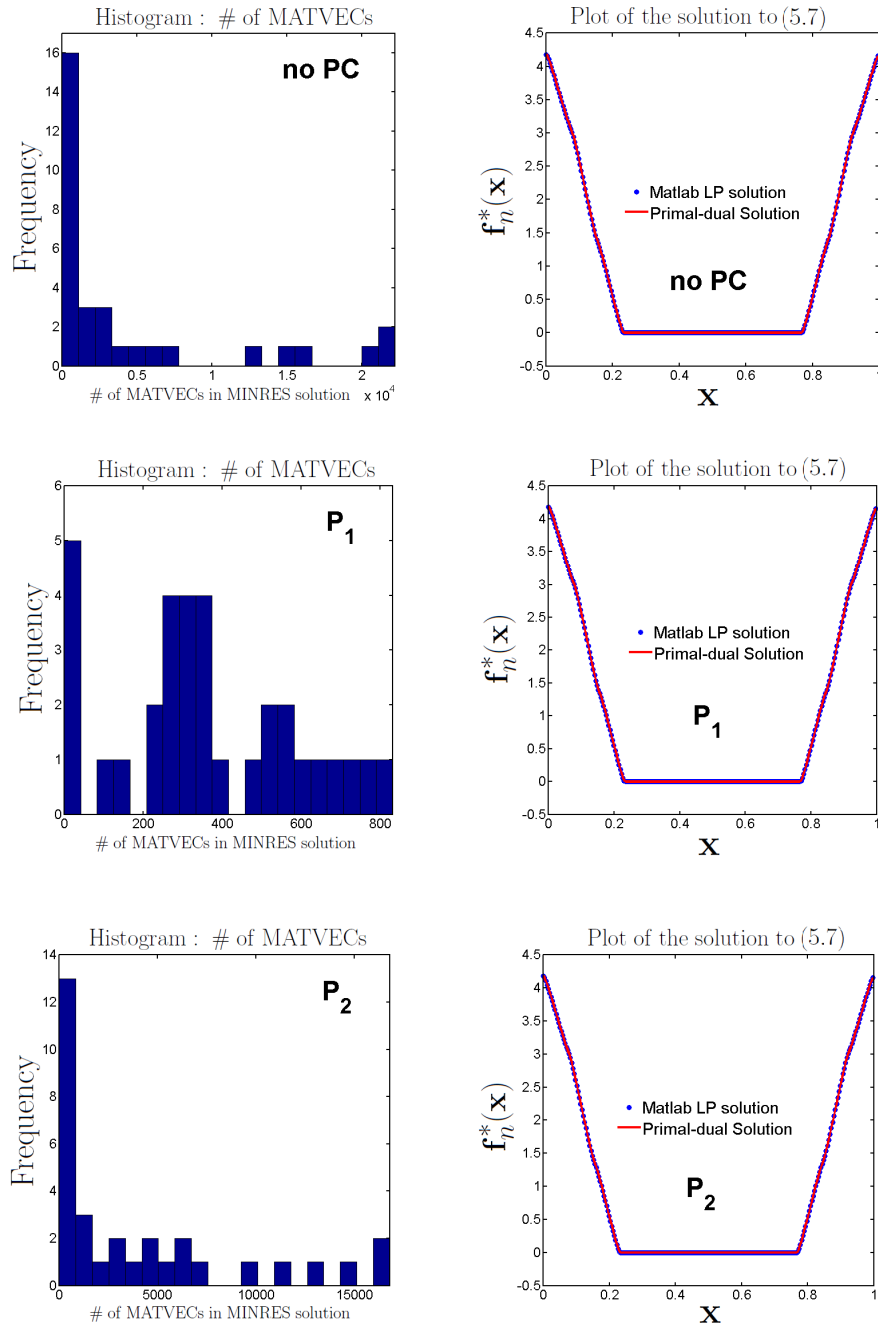 Histogram : # of MATVECs
16
14
12
10
8
6
4
2
0
Frequency
no PC
0 0.5 1 1.5 2
# of MATVECs in MINRES solution x 10^4
Plot of the solution to (5.7)
4.5
4
3.5
3
2.5
2
1.5
1
0.5
0
-0.5
f_n^*(x)
Matlab LP solution
Primal-dual Solution
no PC
0 0.2 0.4 0.6 0.8 1
x
Histogram : # of MATVECs
6
5
4
3
2
1
0
Frequency
P_1
0 200 400 600 800
# of MATVECs in MINRES solution
Plot of the solution to (5.7)
4.5
4
3.5
3
2.5
2
1.5
1
0.5
0
-0.5
f_n^*(x)
Matlab LP solution
Primal-dual Solution
P_1
0 0.2 0.4 0.6 0.8 1
x
Histogram : # of MATVECs
14
12
10
8
6
4
2
0
Frequency
P_2
0 5000 10000 15000
# of MATVECs in MINRES solution
Plot of the solution to (5.7)
4.5
4
3.5
3
2.5
2
1.5
1
0.5
0
-0.5
f_n^*(x)
Matlab LP solution
Primal-dual Solution
P_2
0 0.2 0.4 0.6 0.8 1
x